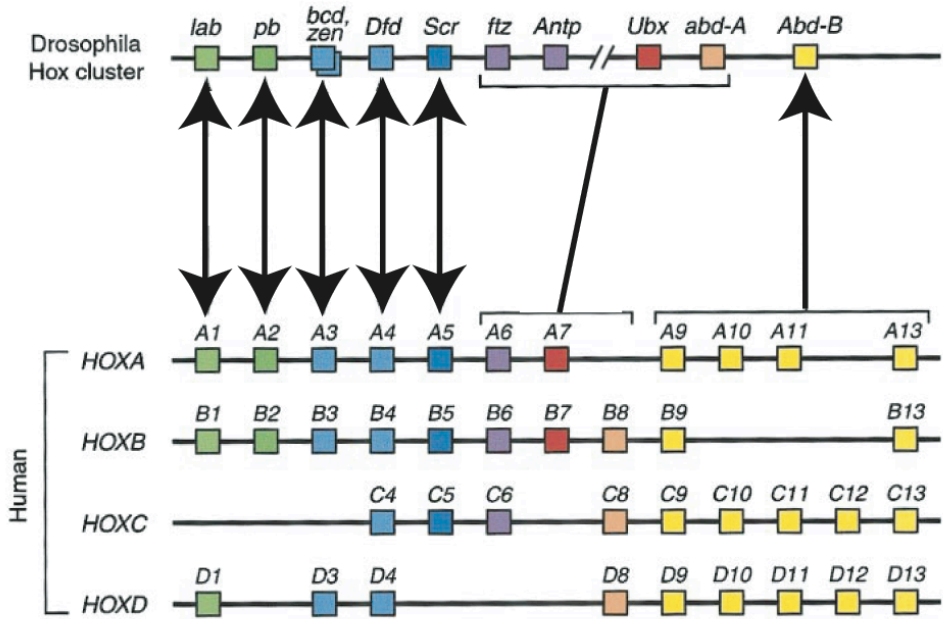 lab pb bcd, zen Dfd Scr ftz Antp Ubx abd-A Abd-B
Drosophila
Hox cluster
A1 A2 A3 A4 A5 A6 A7 A9 A10 A11 A13
HOXA
B1 B2 B3 B4 B5 B6 B7 B8 B9 B13
HOXB
Human
C4 C5 C6 C8 C9 C10 C11 C12 C13
HOXC
D1 D3 D4 D8 D9 D10 D11 D12 D13
HOXD